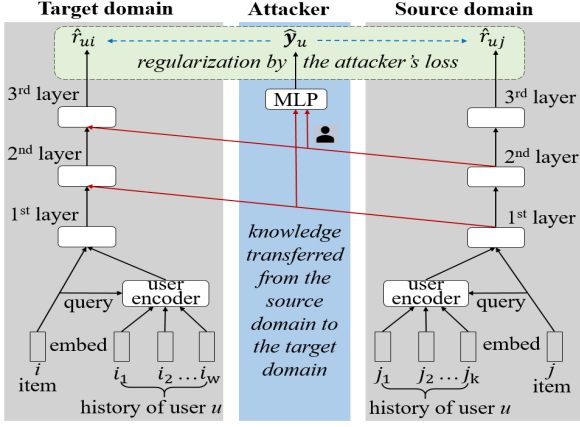 Target domain Attacker Source domain
r̂ui ŷu r̂uj
regularization by the attacker's loss
3rd layer MLP 3rd layer
2nd layer 2nd layer
1st layer 1st layer
knowledge
transferred
from the
source
domain to
the target
domain
user
encoder
query
embed
i
item
i1 i2 ...iw
history of user u
user
encoder
query
embed
j
item
j1 j2 ...jk
history of user u